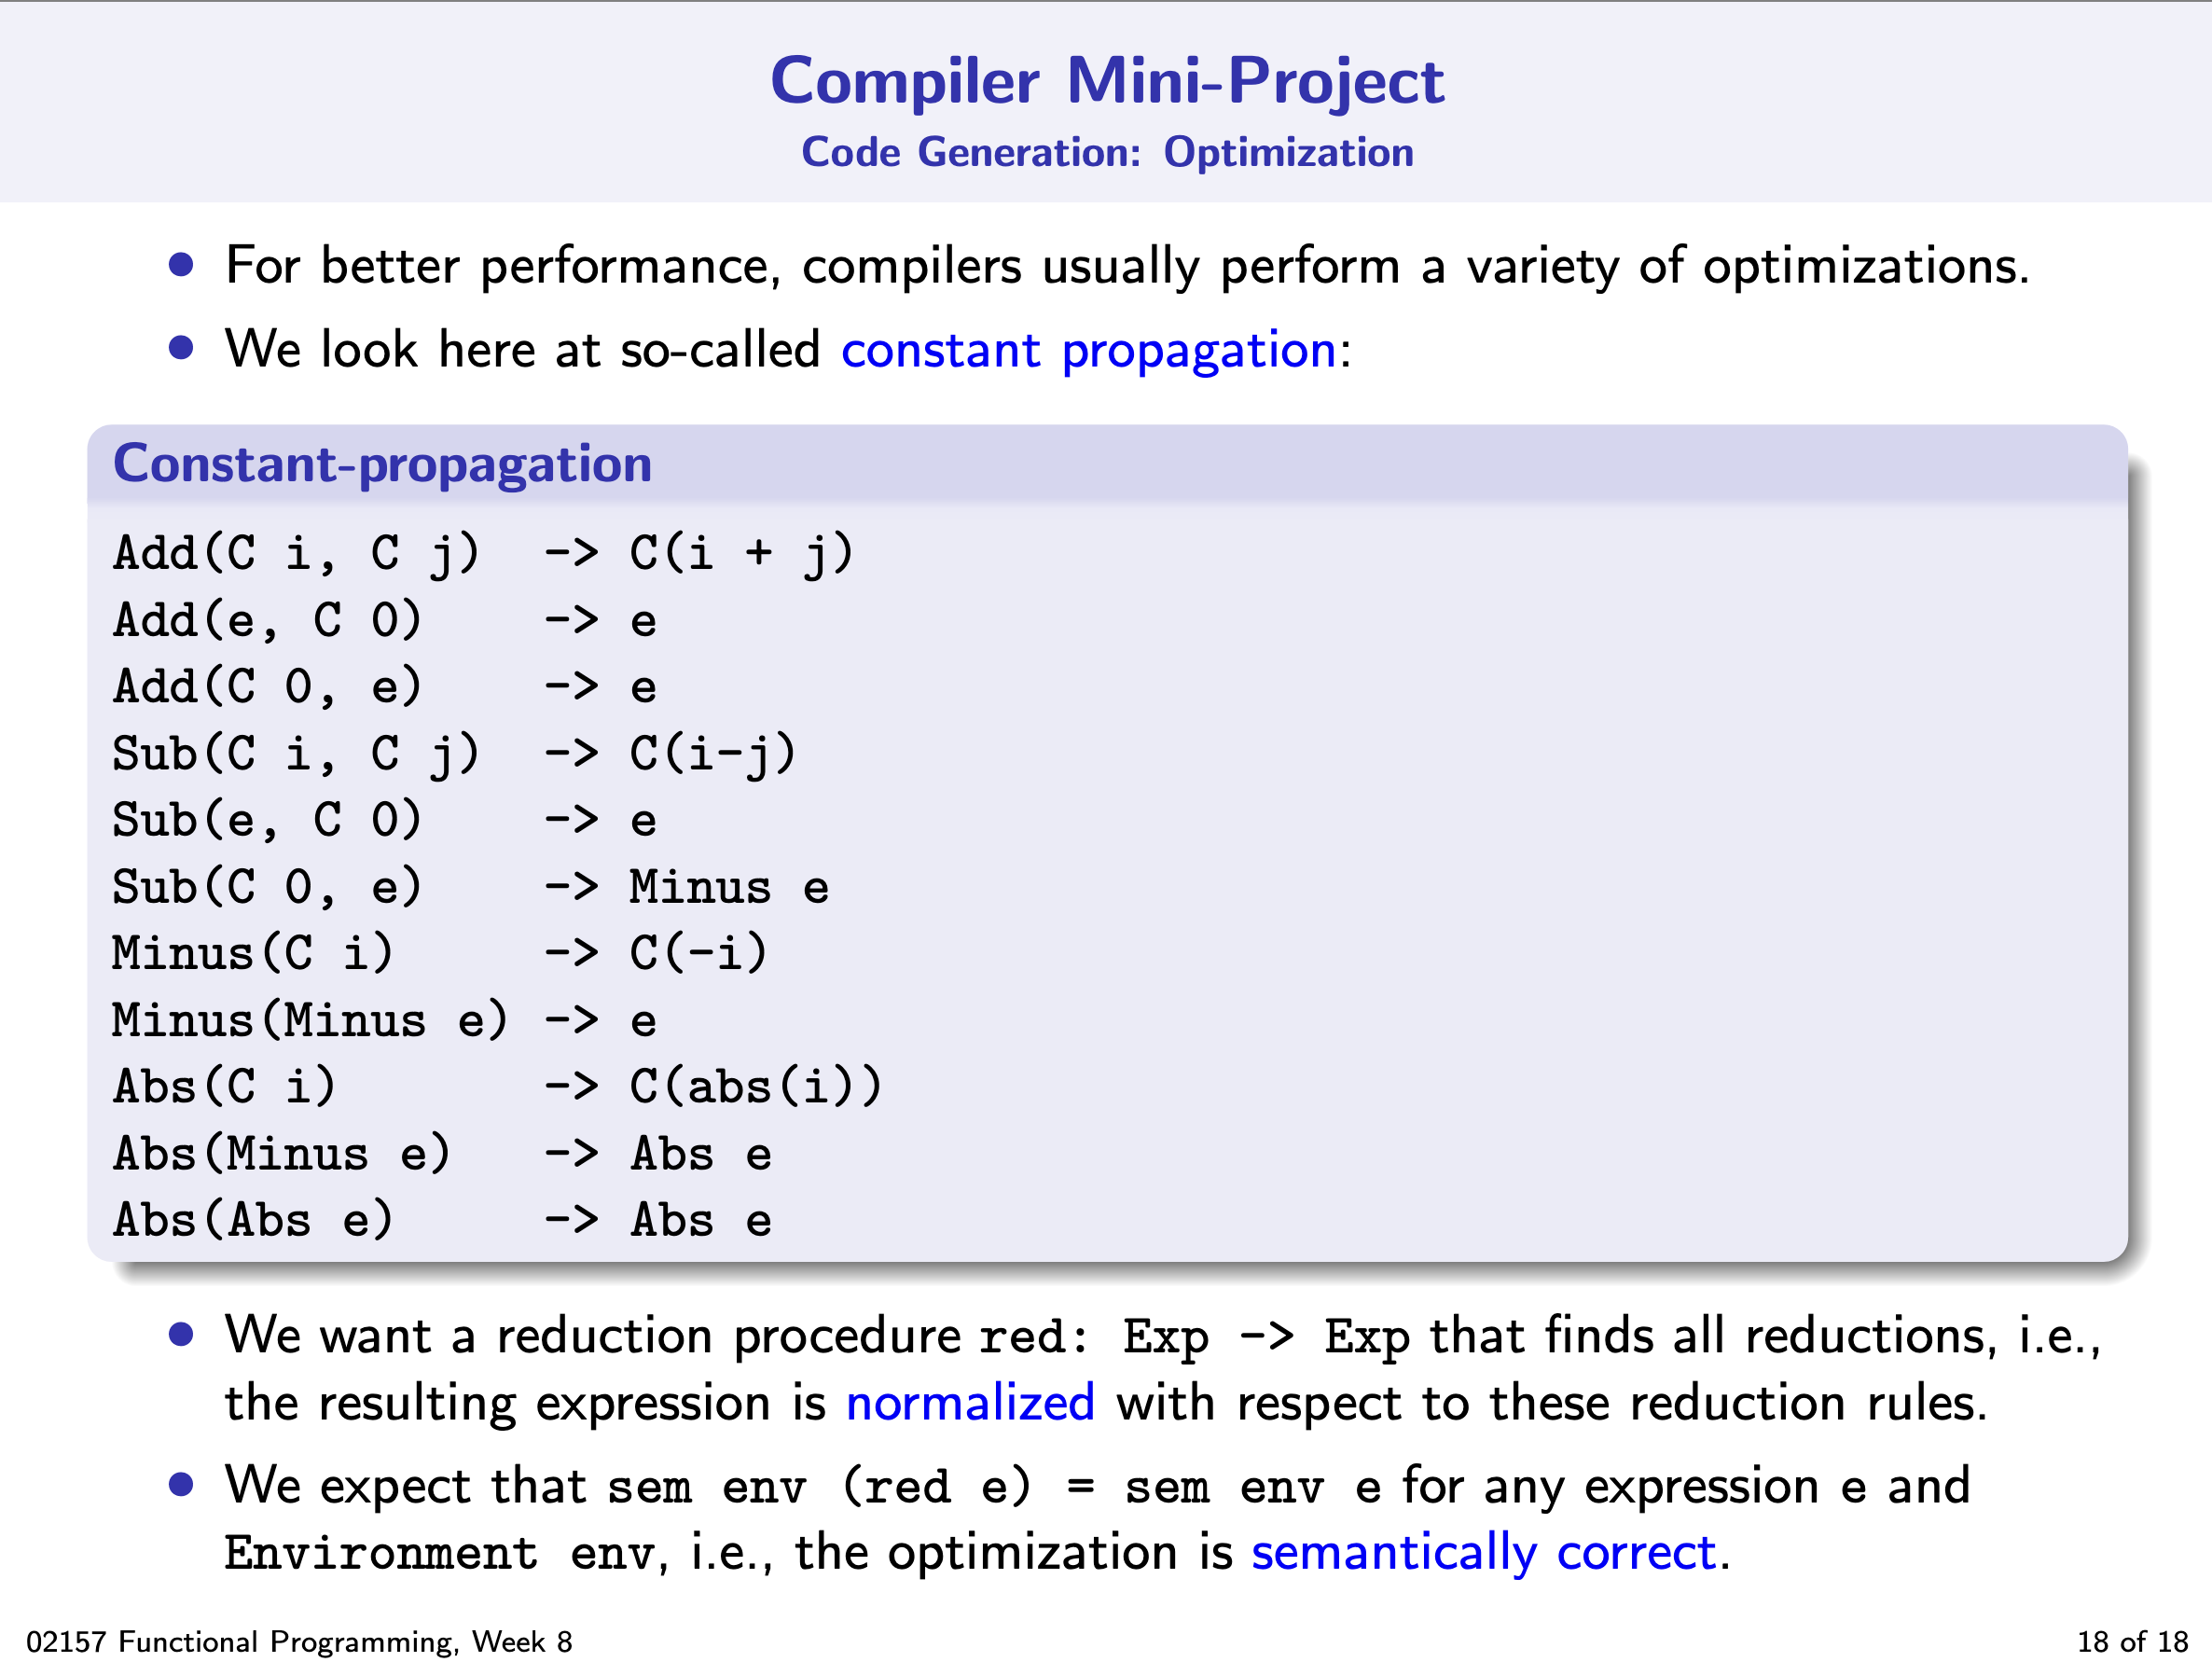 Compiler Mini-Project
Code Generation: Optimization
• For better performance, compilers usually perform a variety of optimizations.
• We look here at so-called constant propagation:
Constant-propagation
Add(C i, C j)  -> C(i + j)
Add(e, C 0)    -> e
Add(C 0, e)    -> e
Sub(C i, C j)  -> C(i-j)
Sub(e, C 0)    -> e
Sub(C 0, e)    -> Minus e
Minus(C i)     -> C(-i)
Minus(Minus e) -> e
Abs(C i)       -> C(abs(i))
Abs(Minus e)   -> Abs e
Abs(Abs e)     -> Abs e
• We want a reduction procedure red: Exp -> Exp that finds all reductions, i.e.,
the resulting expression is normalized with respect to these reduction rules.
• We expect that sem env (red e) = sem env e for any expression e and
Environment env, i.e., the optimization is semantically correct.
02157 Functional Programming, Week 8
18 of 18